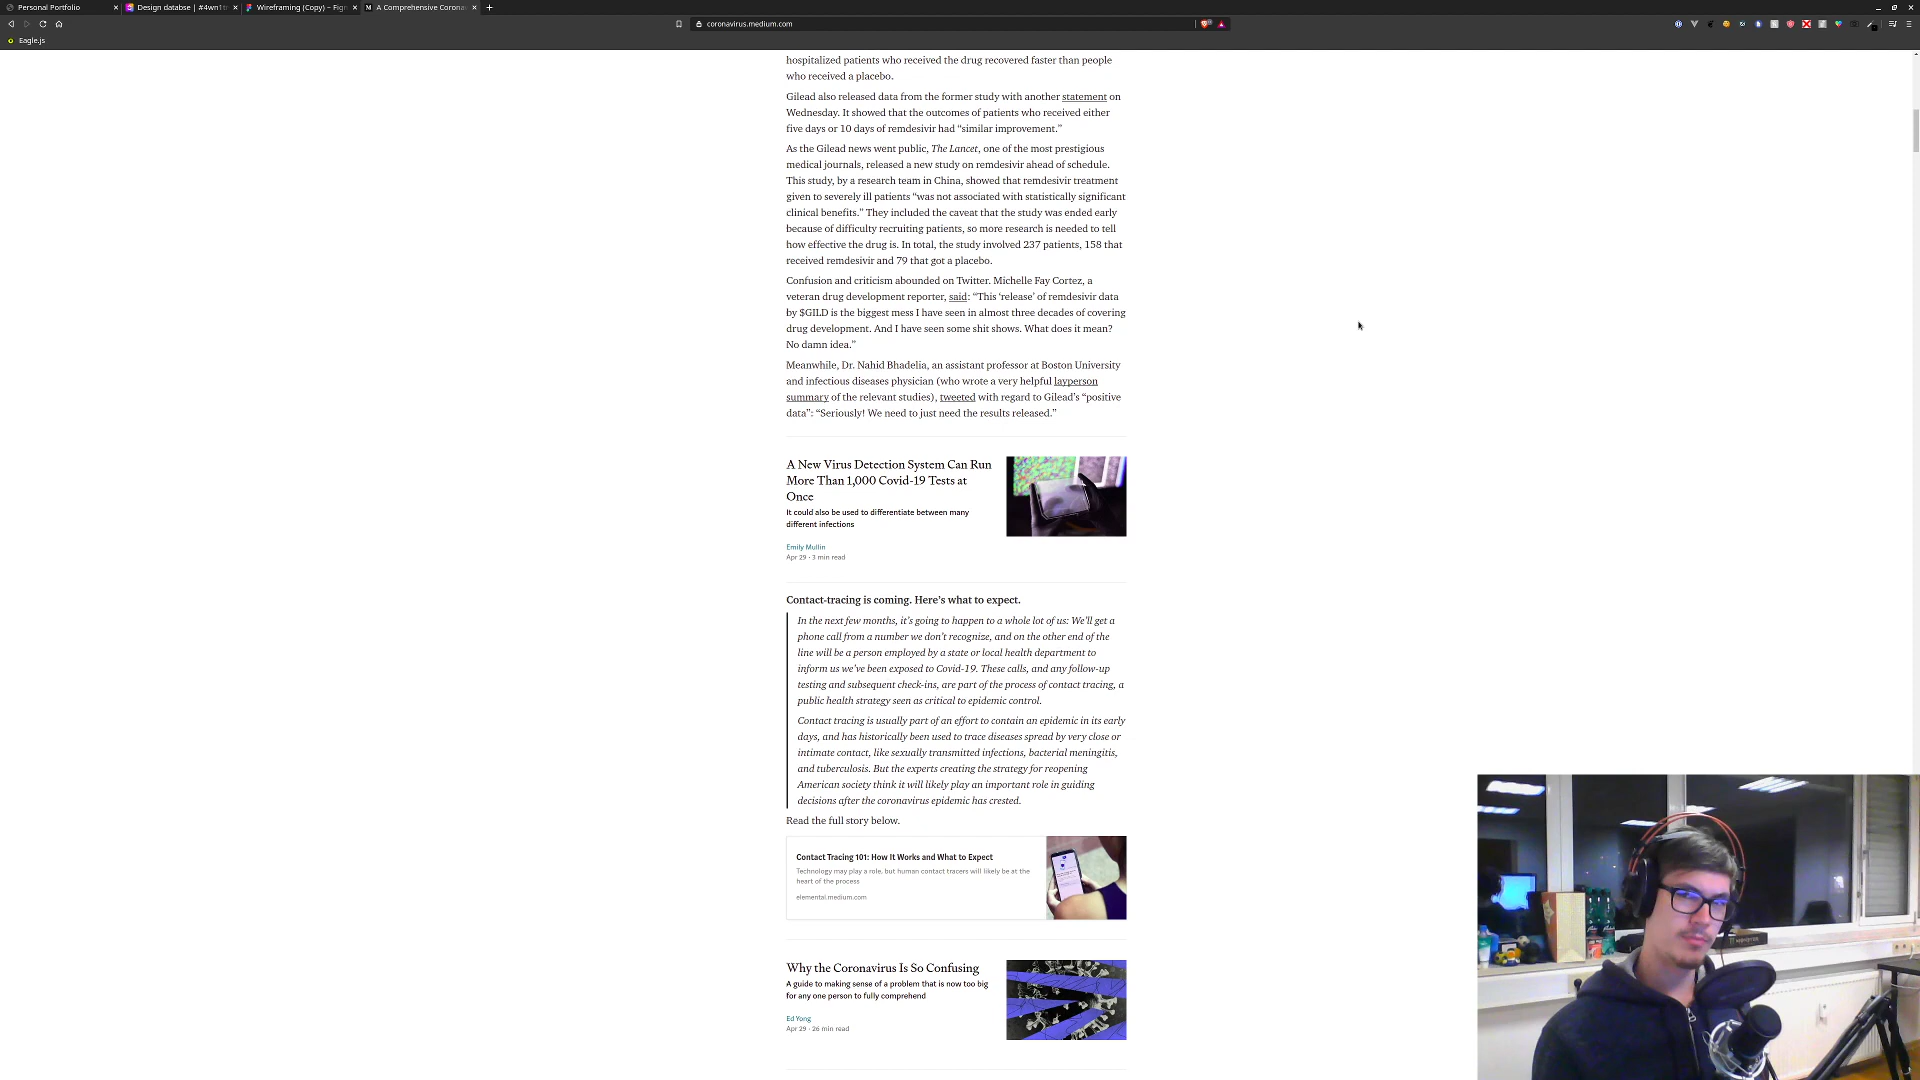 Personal Portfolio
Design databse | #4wn1t
Wireframing (Copy) – Figm
A Comprehensive Corona
coronavirus.medium.com
Eagle.js
hospitalized patients who received the drug recovered faster than people
who received a placebo.
Gilead also released data from the former study with another statement on
Wednesday. It showed that the outcomes of patients who received either
five days or 10 days of remdesivir had “similar improvement.”
As the Gilead news went public, The Lancet, one of the most prestigious
medical journals, released a new study on remdesivir ahead of schedule.
This study, by a research team in China, showed that remdesivir treatment
given to severely ill patients “was not associated with statistically significant
clinical benefits.” They included the caveat that the study was ended early
because of difficulty recruiting patients, so more research is needed to tell
how effective the drug is. In total, the study involved 237 patients, 158 that
received remdesivir and 79 that got a placebo.
Confusion and criticism abounded on Twitter. Michelle Fay Cortez, a
veteran drug development reporter, said: “This ‘release’ of remdesivir data
by $GILD is the biggest mess I have seen in almost three decades of covering
drug development. And I have seen some shit shows. What does it mean?
No damn idea.”
Meanwhile, Dr. Nahid Bhadelia, an assistant professor at Boston University
and infectious diseases physician (who wrote a very helpful layperson
summary of the relevant studies), tweeted with regard to Gilead’s “positive
data”: “Seriously! We need to just need the results released.”
A New Virus Detection System Can Run
More Than 1,000 Covid-19 Tests at
Once
It could also be used to differentiate between many
different infections
Emily Mullin
Apr 29 · 3 min read
Contact-tracing is coming. Here’s what to expect.
In the next few months, it’s going to happen to a whole lot of us: We’ll get a
phone call from a number we don’t recognize, and on the other end of the
line will be a person employed by a state or local health department to
inform us we’ve been exposed to Covid-19. These calls, and any follow-up
testing and subsequent check-ins, are part of the process of contact tracing, a
public health strategy seen as critical to epidemic control.
Contact tracing is usually part of an effort to contain an epidemic in its early
days, and has historically been used to trace diseases spread by very close or
intimate contact, like sexually transmitted infections, bacterial meningitis,
and tuberculosis. But the experts creating the strategy for reopening
American society think it will likely play an important role in guiding
decisions after the coronavirus epidemic has crested.
Read the full story below.
Contact Tracing 101: How It Works and What to Expect
Technology may play a role, but human contact tracers will likely be at the
heart of the process
elemental.medium.com
Why the Coronavirus Is So Confusing
A guide to making sense of a problem that is now too big
for any one person to fully comprehend
Ed Yong
Apr 29 · 26 min read